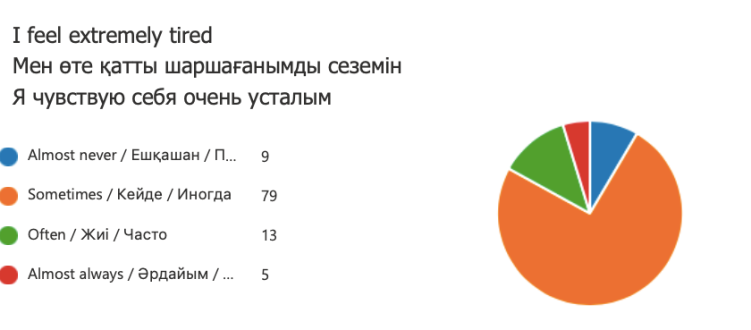 I feel extremely tired
Мен өте қатты шаршағанымды сеземін
Я чувствую себя очень усталым
Almost never / Ешқашан / П... 9
Sometimes / Кейде / Иногда 79
Often / Жиі / Часто 13
Almost always / Әрдайым / ... 5